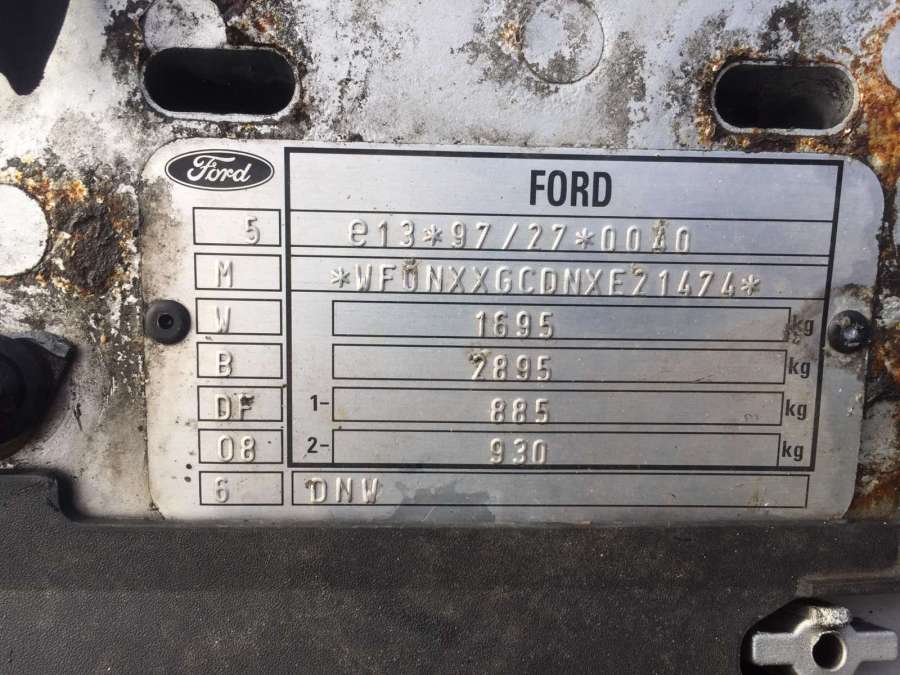 Ford
FORD
5 e13*97/27*0040
M *WF0NXXGCDNXE21474*
W 1695 kg
B 2895 kg
DF 1- 885 kg
08 2- 930 kg
6 DNW